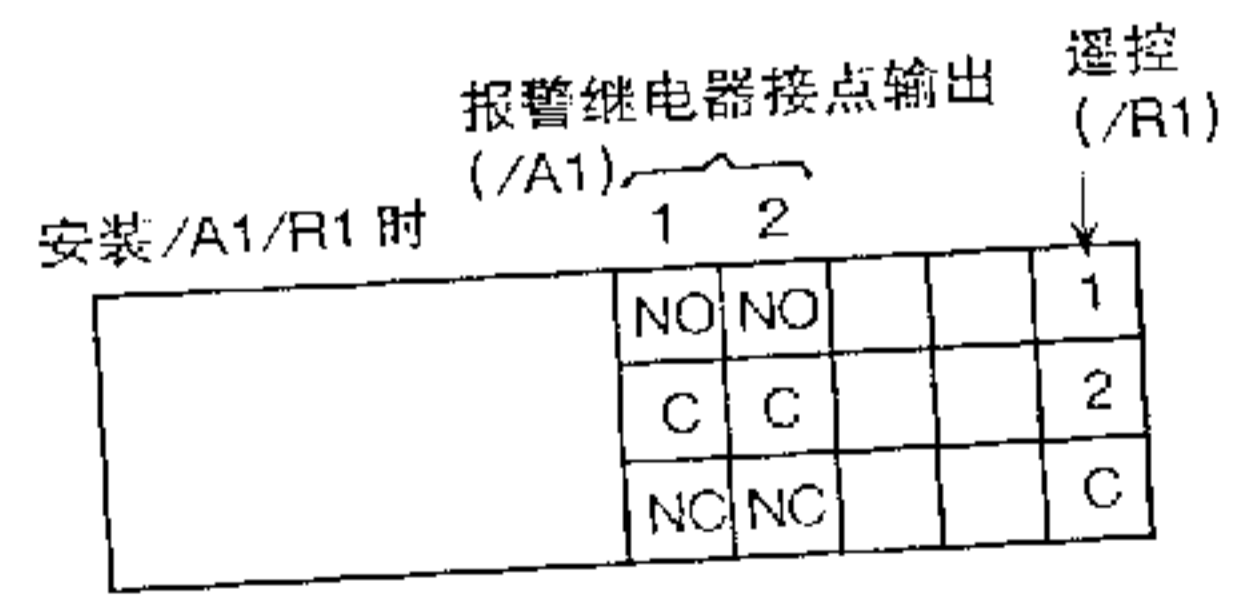 遥控
(/R1)
报警继电器接点输出
(/A1)
安装/A1/R1 时
1 2
NO NO 1
C C 2
NC NC C